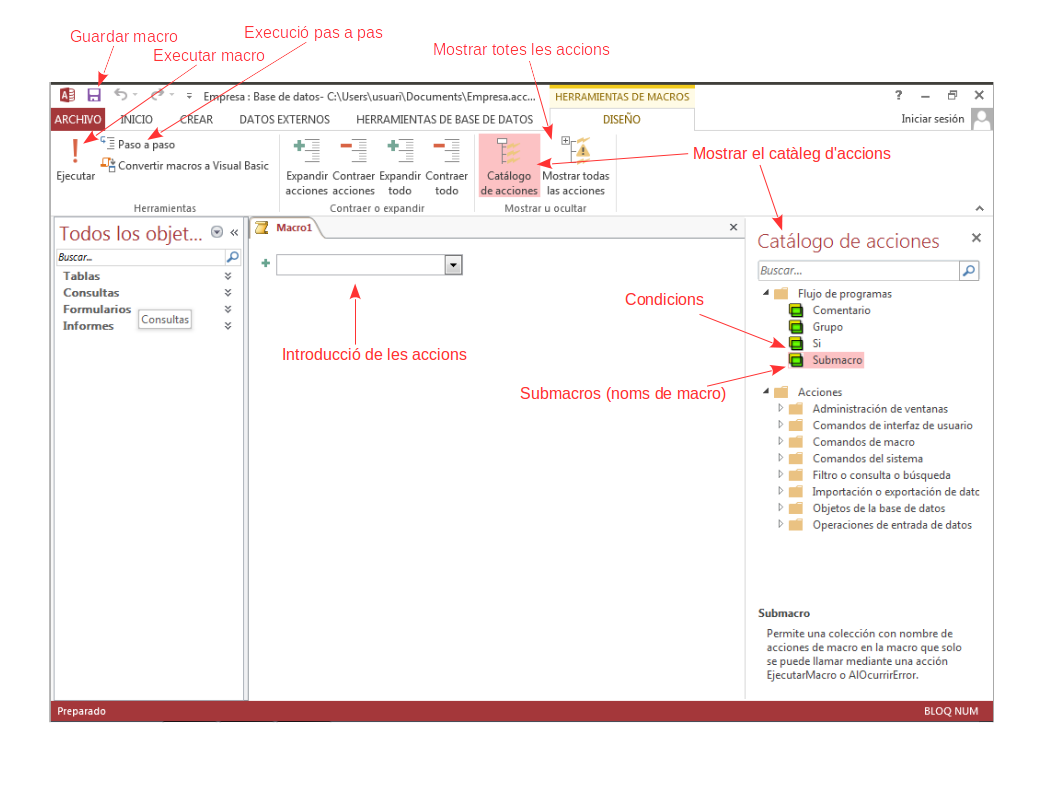 Guardar macro
Execució pas a pas
Executar macro
Mostrar totes les accions
Empresa : Base de datos- C:\Users\usuari\Documents\Empresa.acc...
HERRAMIENTAS DE MACROS
?
ARCHIVO INICIO CREAR DATOS EXTERNOS HERRAMIENTAS DE BASE DE DATOS DISEÑO
Iniciar sesión
Ejecutar
Paso a paso
Convertir macros a Visual Basic
Herramientas
Expandir acciones
Contraer acciones
Expandir todo
Contraer todo
Contraer o expandir
Catálogo de acciones
Mostrar todas las acciones
Mostrar u ocultar
Mostrar el catàleg d'accions
Todos los objet... «
Buscar...
Tablas
Consultas
Formularios
Informes
Consultas
Macro1
Introducció de les accions
Condicions
Submacros (noms de macro)
Catálogo de acciones
Buscar...
Flujo de programas
Comentario
Grupo
Si
Submacro
Acciones
Administración de ventanas
Comandos de interfaz de usuario
Comandos de macro
Comandos del sistema
Filtro o consulta o búsqueda
Importación o exportación de datc
Objetos de la base de datos
Operaciones de entrada de datos
Submacro
Permite una colección con nombre de
acciones de macro en la macro que solo
se puede llamar mediante una acción
EjecutarMacro o AlOcurrirError.
Preparado
BLOQ NUM